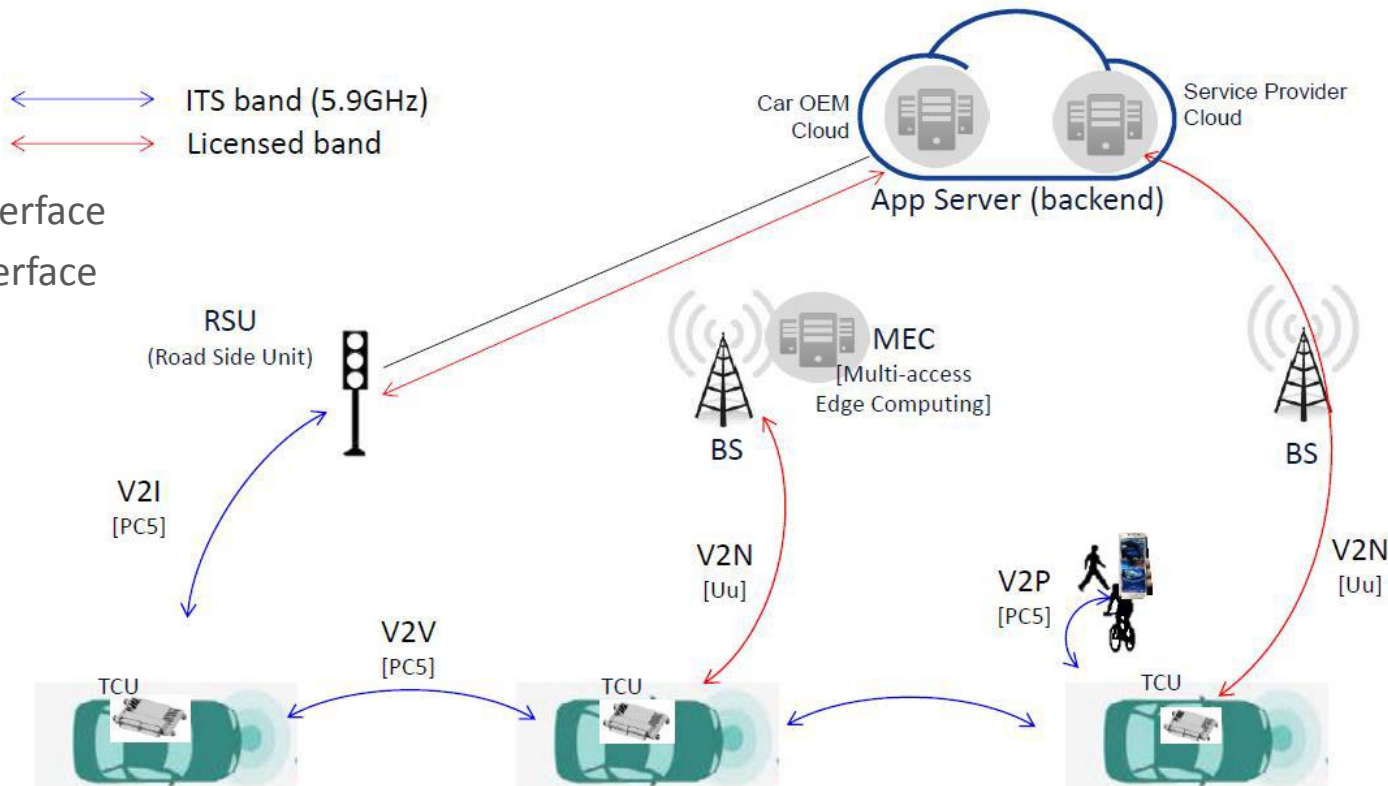 ITS band (5.9GHz)
Licensed band
erface
erface
Car OEM
Cloud
Service Provider
Cloud
App Server (backend)
RSU
(Road Side Unit)
MEC
[Multi-access
Edge Computing]
BS
BS
V2I
[PC5]
V2N
[Uu]
V2P
[PC5]
V2N
[Uu]
V2V
[PC5]
TCU
TCU
TCU